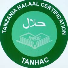 TANZANIA HALAAL CERTIFICATION
حلال
TANHAC